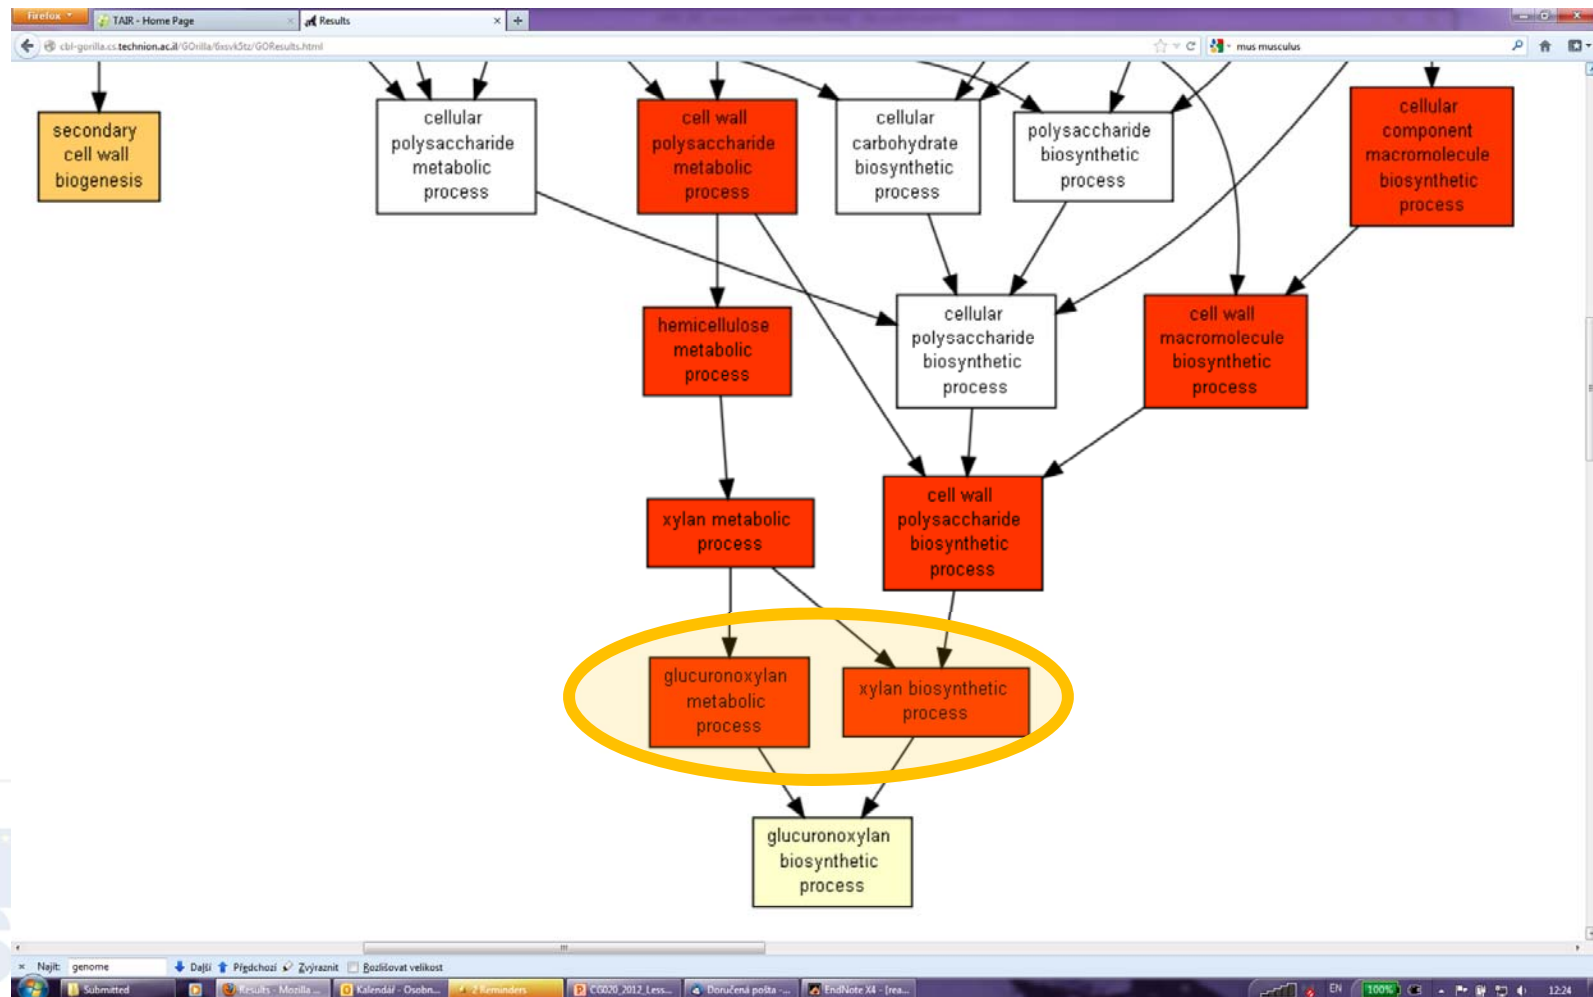 Firefox
TAIR - Home Page
Results
cbl-gorilla.cs.technion.ac.il/GOrilla/6xsvk5tz/GOResults.html
mus musculus
secondary
cell wall
biogenesis
cellular
polysaccharide
metabolic
process
cell wall
polysaccharide
metabolic
process
cellular
carbohydrate
biosynthetic
process
polysaccharide
biosynthetic
process
cellular
component
macromolecule
biosynthetic
process
hemicellulose
metabolic
process
cellular
polysaccharide
biosynthetic
process
cell wall
macromolecule
biosynthetic
process
xylan metabolic
process
cell wall
polysaccharide
biosynthetic
process
glucuronoxylan
metabolic
process
xylan biosynthetic
process
glucuronoxylan
biosynthetic
process
Najít: genome Další Předchozí Zvýraznit Rozlišovat velikost
Submitted
Results - Mozilla ...
Kalendář - Osobn...
2 Reminders
CG020_2012_Less...
Doručená pošta -...
EndNote X4 - [rea...
EN
100%
12:24